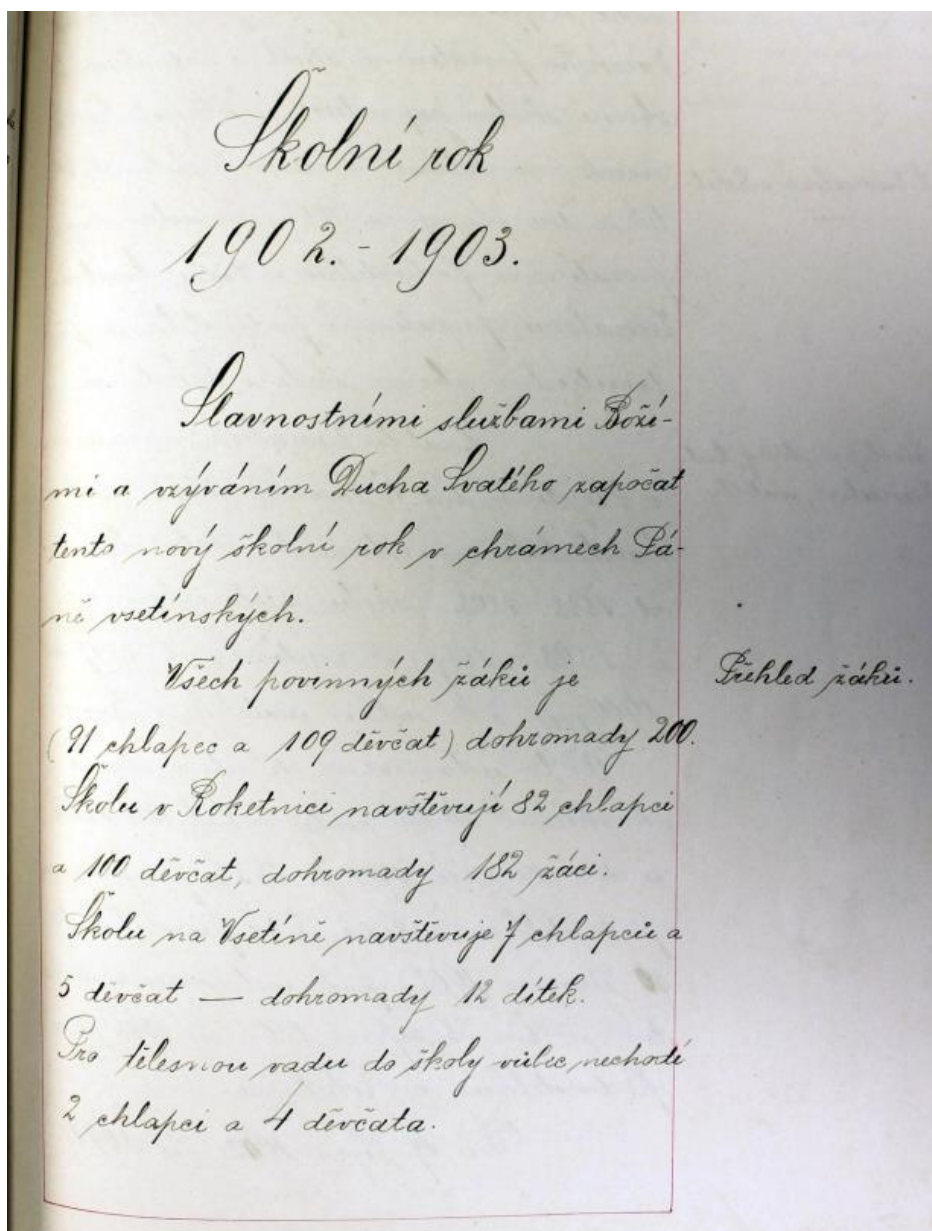 Školní rok
1902. - 1903.
Slavnostními službami Boží-
mi a vzýváním Ducha Svatého započat
tento nový školní rok v chrámech Pá-
ně vsetínských.
Všech povinných žáků je
Přehled žáků.
(91 chlapec a 109 děvčat) dohromady 200.
Školu v Roketnici navštěvují 82 chlapci
a 100 děvčat, dohromady 182 žáci.
Školu na Vsetíně navštěvuje 7 chlapců a
5 děvčat — dohromady 12 dítek.
Pro tělesnou vadu do školy vůbec nechodí
2 chlapci a 4 děvčata.